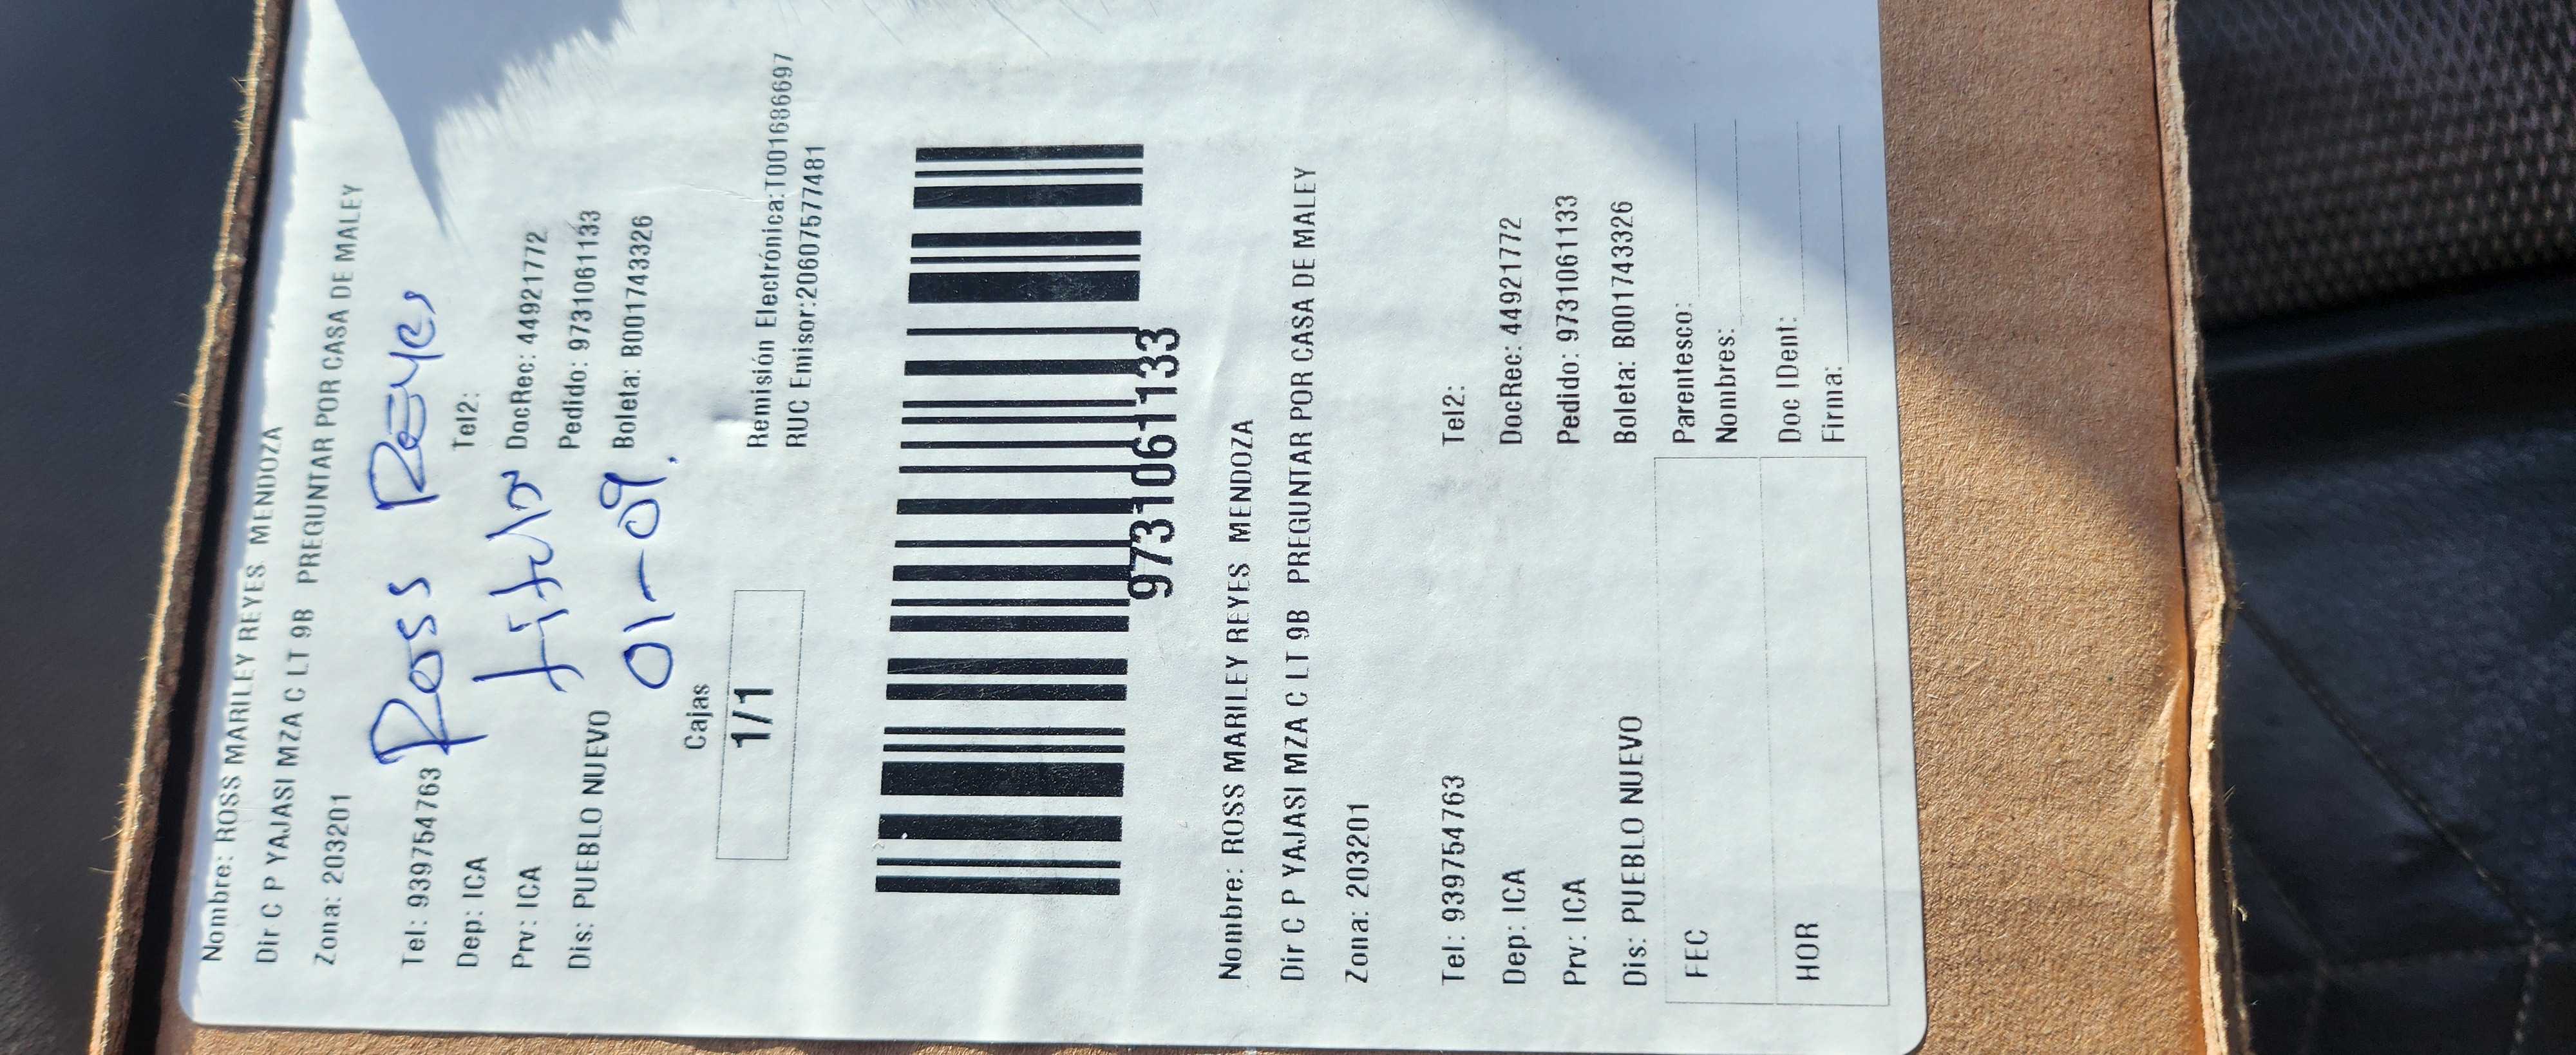 Nombre: ROSS MARILEY REYES MENDOZA
Dir C P YAJASI MZA C LT 9B PREGUNTAR POR CASA DE MALEY
Zona: 203201
Ross Reyes
Tel: 939754763 Tel2:
titular
Dep: ICA DocRec: 44921772
Prv: ICA Pedido: 9731061133
01-09.
Dis: PUEBLO NUEVO Boleta: B001743326
Cajas
1/1
Remisión Electrónica:T001686697
RUC Emisor:20607577481
9731061133
Nombre: ROSS MARILEY REYES MENDOZA
Dir C P YAJASI MZA C LT 9B PREGUNTAR POR CASA DE MALEY
Zona: 203201
Tel: 939754763 Tel2:
Dep: ICA DocRec: 44921772
Prv: ICA Pedido: 9731061133
Dis: PUEBLO NUEVO Boleta: B001743326
FEC Parentesco:
Nombres:
HOR Doc IDent:
Firma: